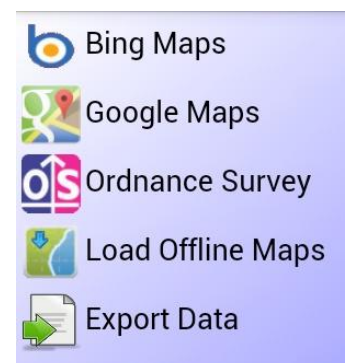 Bing Maps
Google Maps
Ordnance Survey
Load Offline Maps
Export Data